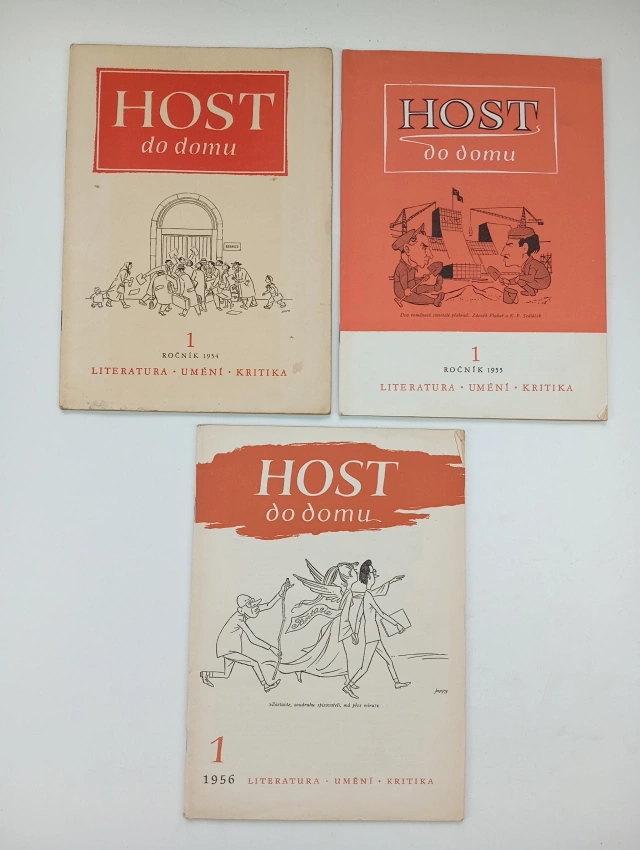 HOST
do domu
1
ROČNÍK 1954
LITERATURA · UMĚNÍ · KRITIKA
HOST
do domu
1
ROČNÍK 1955
LITERATURA · UMĚNÍ · KRITIKA
HOST
do domu
Fantazie
1
1956 LITERATURA · UMĚNÍ · KRITIKA